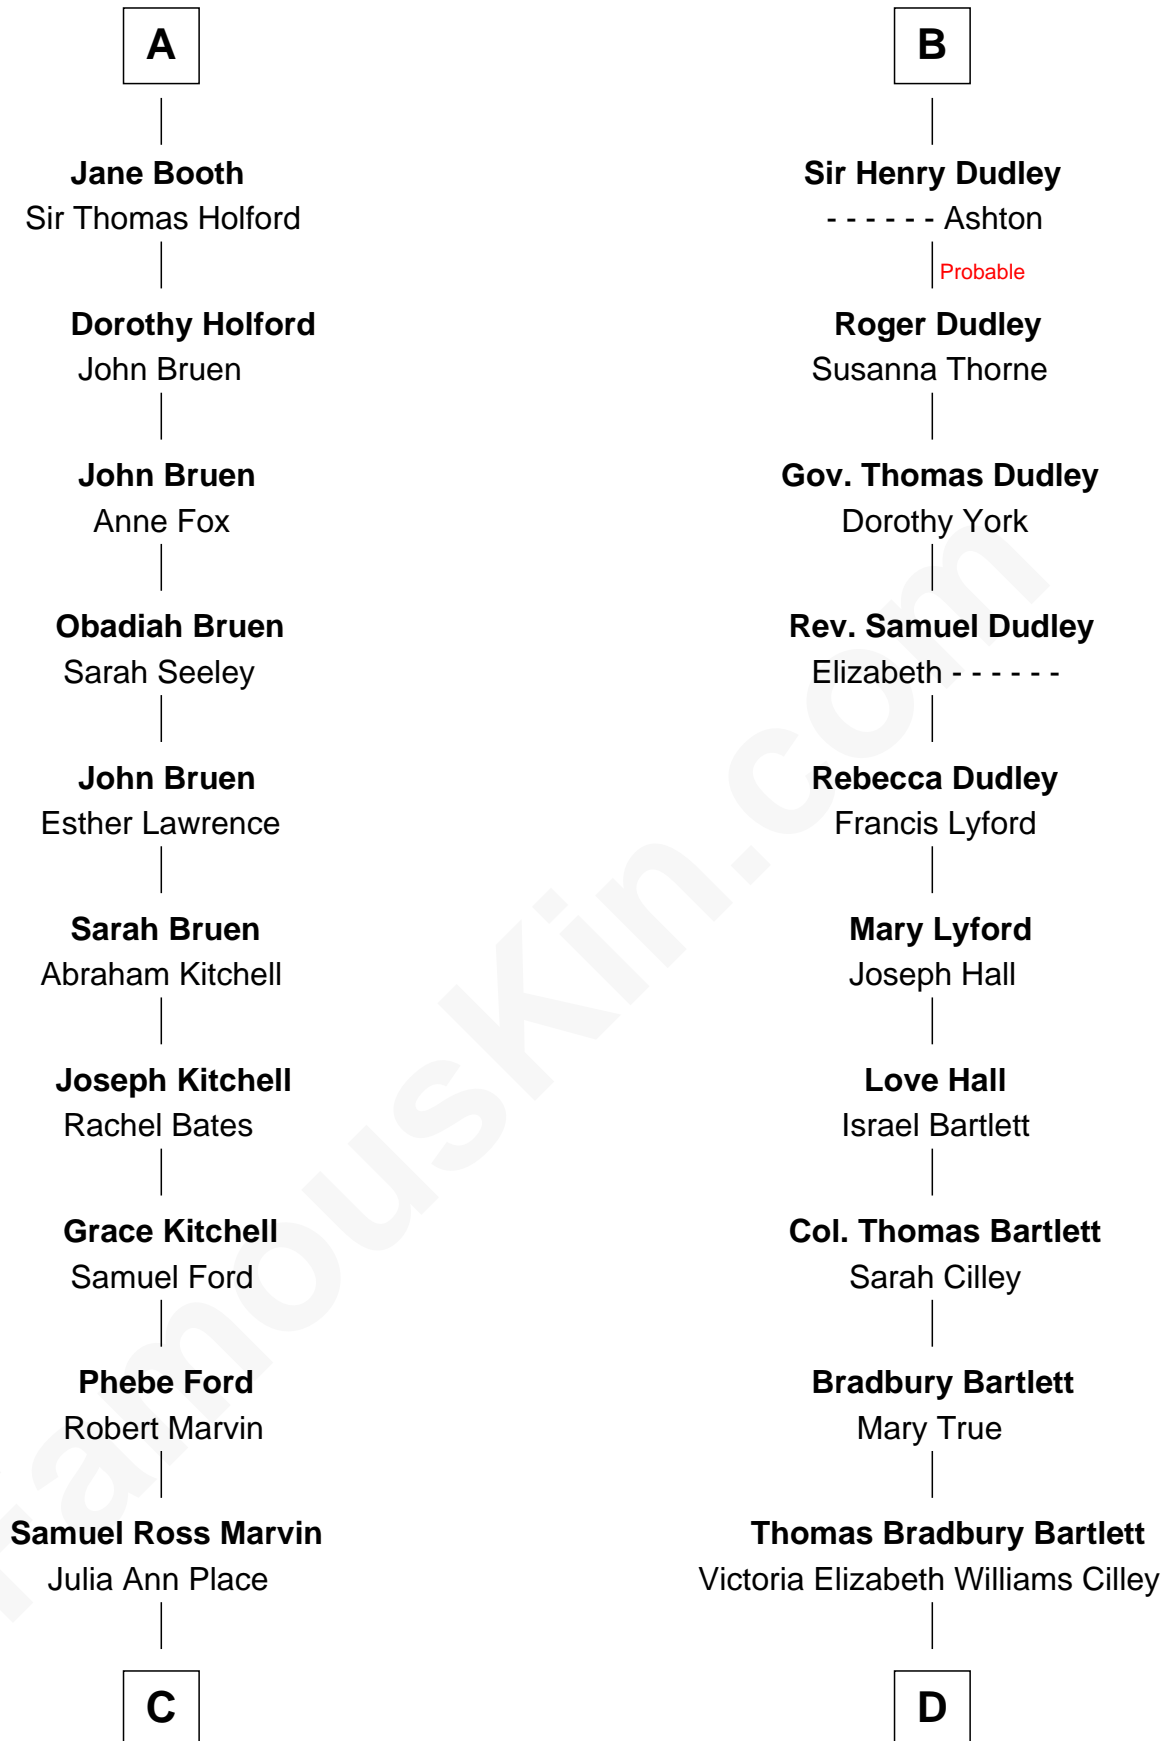 A
Jane Booth
Sir Thomas Holford
Dorothy Holford
John Bruen
John Bruen
Anne Fox
Obadiah Bruen
Sarah Seeley
John Bruen
Esther Lawrence
Sarah Bruen
Abraham Kitchell
Joseph Kitchell
Rachel Bates
Grace Kitchell
Samuel Ford
Phebe Ford
Robert Marvin
Samuel Ross Marvin
Julia Ann Place
C
B
Sir Henry Dudley
- - - - - - Ashton
Probable
Roger Dudley
Susanna Thorne
Gov. Thomas Dudley
Dorothy York
Rev. Samuel Dudley
Elizabeth - - - - - -
Rebecca Dudley
Francis Lyford
Mary Lyford
Joseph Hall
Love Hall
Israel Bartlett
Col. Thomas Bartlett
Sarah Cilley
Bradbury Bartlett
Mary True
Thomas Bradbury Bartlett
Victoria Elizabeth Williams Cilley
D
FamousKin.com